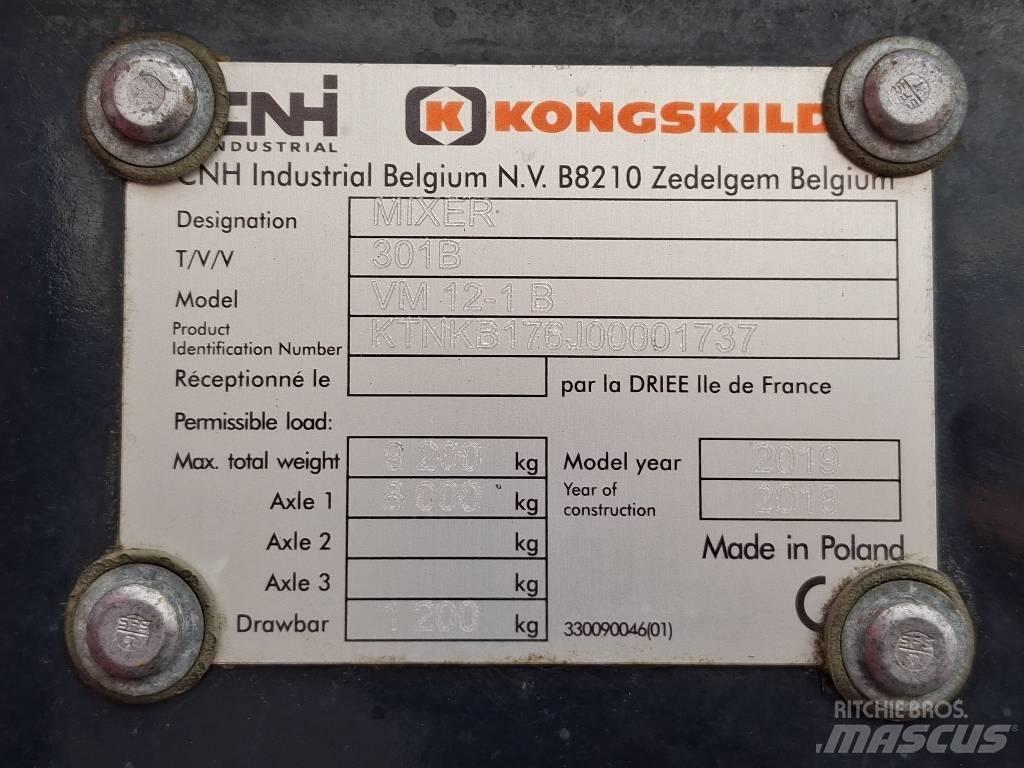 CNH KONGSKILD
INDUSTRIAL
CNH Industrial Belgium N.V. B8210 Zedelgem Belgium
Designation MIXER
T/V/V 301B
Model VM 12-1 B
Product
Identification Number KTNKB176J00001737
Réceptionné le par la DRIEE Ile de France
Permissible load:
Max. total weight 9 200 kg Model year 2019
Axle 1 000 kg Year of construction 2018
Axle 2 kg
Axle 3 kg
Made in Poland
Drawbar 1 200 kg 330090046(01)
RITCHIE BROS.
MASCUS